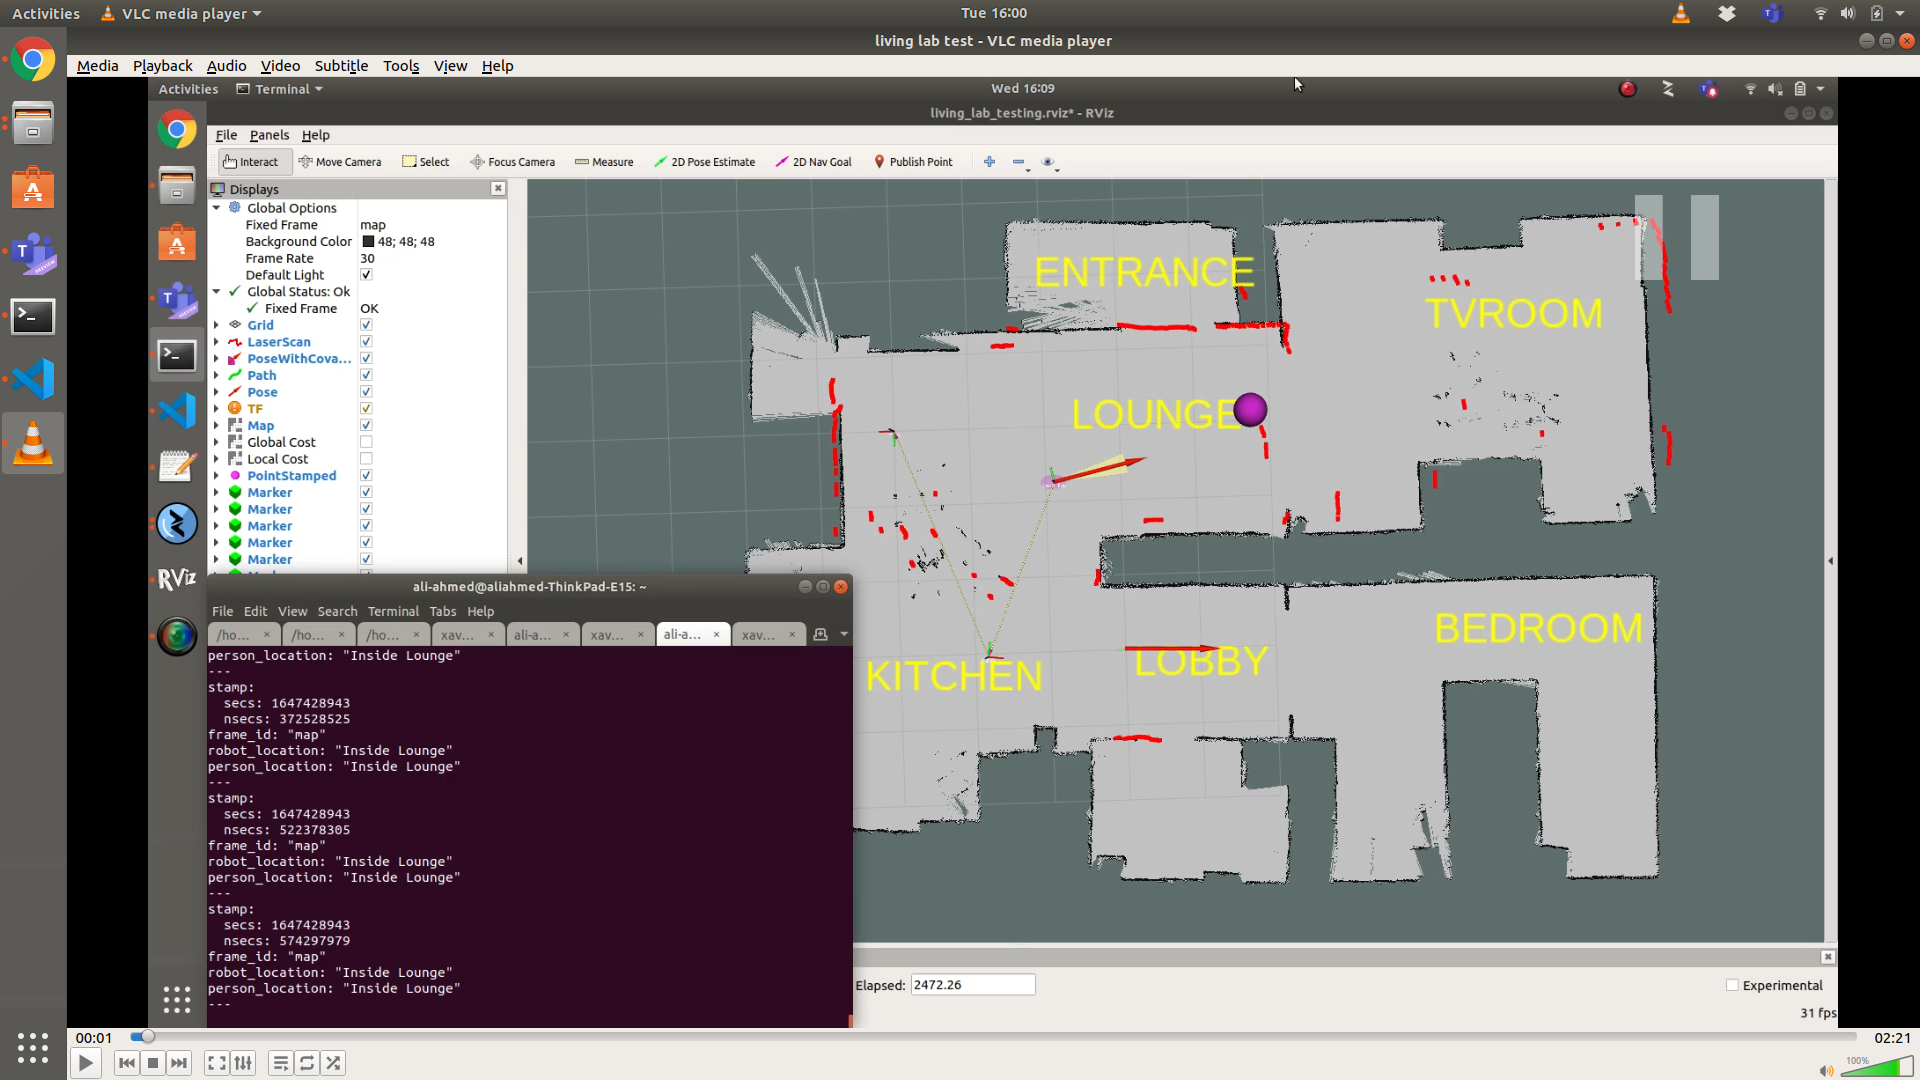 Activities VLC media player Tue 16:00
living lab test - VLC media player
Media Playback Audio Video Subtitle Tools View Help
Activities Terminal Wed 16:09
living_lab_testing.rviz* - RViz
File Panels Help
Interact Move Camera Select Focus Camera Measure 2D Pose Estimate 2D Nav Goal Publish Point
Displays
Global Options
Fixed Frame map
Background Color 48; 48; 48
Frame Rate 30
Default Light
Global Status: Ok
Fixed Frame OK
Grid
LaserScan
PoseWithCova...
Path
Pose
TF
Map
Global Cost
Local Cost
PointStamped
Marker
Marker
Marker
Marker
Marker
ENTRANCE
TVROOM
LOUNGE
BEDROOM
LOBBY
KITCHEN
RViz
ali-ahmed@aliahmed-ThinkPad-E15: ~
File Edit View Search Terminal Tabs Help
/ho... /ho... /ho... xav... ali-a... xav... ali-a... xav...
person_location: "Inside Lounge"
---
stamp:
secs: 1647428943
nsecs: 372528525
frame_id: "map"
robot_location: "Inside Lounge"
person_location: "Inside Lounge"
---
stamp:
secs: 1647428943
nsecs: 522378305
frame_id: "map"
robot_location: "Inside Lounge"
person_location: "Inside Lounge"
---
stamp:
secs: 1647428943
nsecs: 574297979
frame_id: "map"
robot_location: "Inside Lounge"
person_location: "Inside Lounge"
---
Elapsed: 2472.26 Experimental
31 fps
00:01 02:21
100%